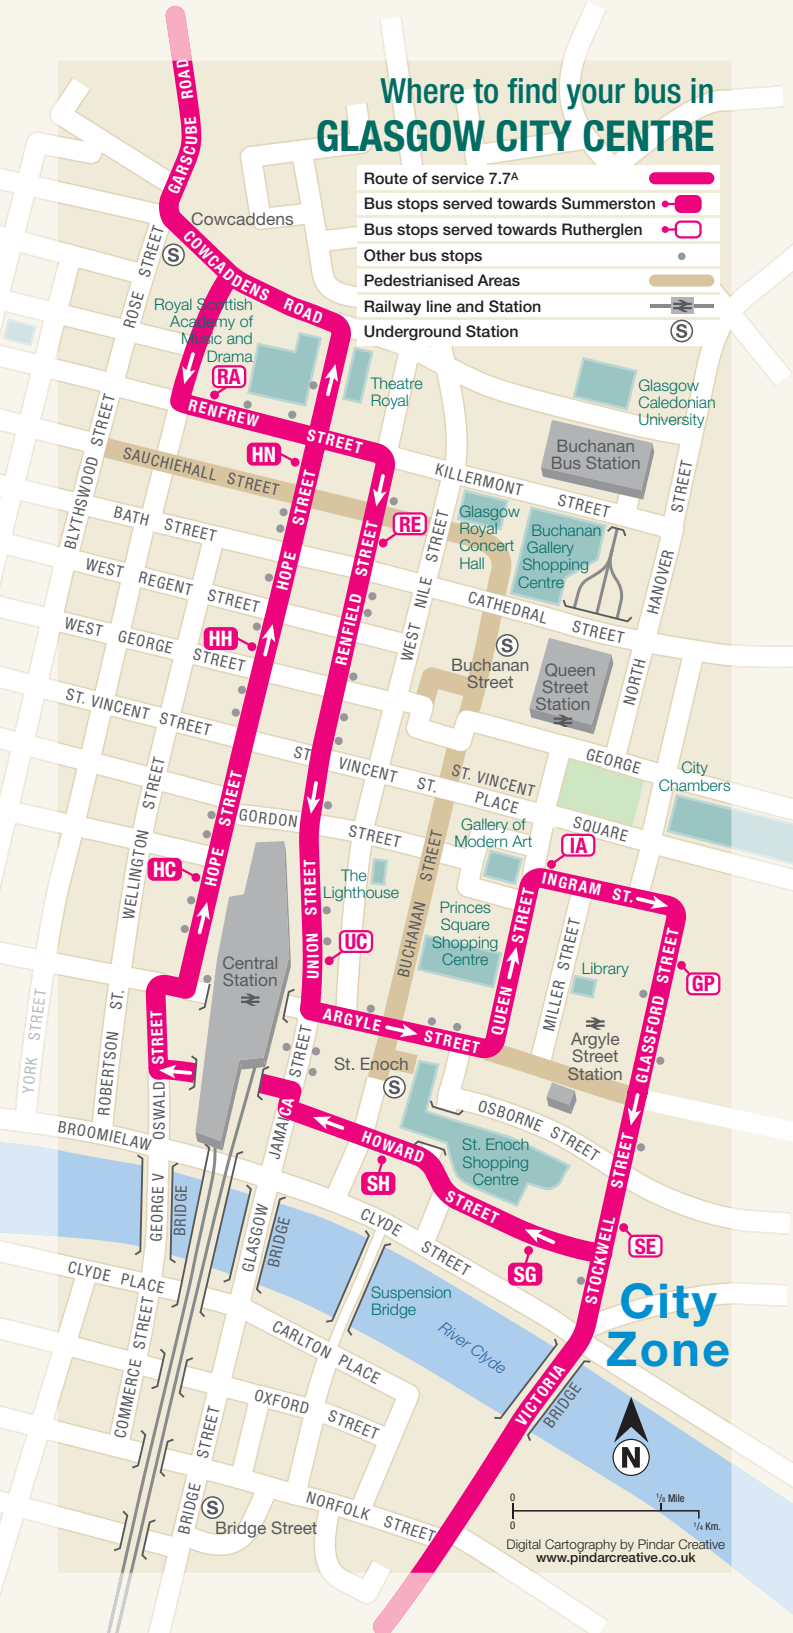 Where to find your bus in
GLASGOW CITY CENTRE
Route of service 7.7A
Bus stops served towards Summerston
Bus stops served towards Rutherglen
Other bus stops
Pedestrianised Areas
Railway line and Station
Underground Station
S
GARSCUBE ROAD
Cowcaddens
S
COWCADDENS ROAD
ROSE STREET
Royal Scottish
Academy of
Music and
Drama
RA
Theatre
Royal
Glasgow
Caledonian
University
RENFREW STREET
Buchanan
Bus Station
HN
SAUCHIEHALL STREET
KILLERMONT STREET
BLYTHSWOOD STREET
BATH STREET
RE
Glasgow
Royal
Concert
Hall
Buchanan
Gallery
Shopping
Centre
HANOVER STREET
NORTH
HOPE STREET
RENFIELD STREET
WEST NILE STREET
WEST REGENT STREET
CATHEDRAL STREET
WEST GEORGE STREET
HH
S
Buchanan
Street
Queen
Street
Station
ST. VINCENT STREET
ST. VINCENT ST.
ST. VINCENT PLACE
GEORGE SQUARE
City
Chambers
WELLINGTON STREET
HOPE STREET
GORDON STREET
Gallery of
Modern Art
IA
HC
The
Lighthouse
INGRAM ST.
UNION STREET
BUCHANAN STREET
Princes
Square
Shopping
Centre
QUEEN STREET
MILLER STREET
UC
Central
Station
Library
GP
GLASSFORD STREET
YORK STREET
ROBERTSON ST.
ARGYLE STREET
Argyle
Street
Station
OSWALD STREET
JAMAICA STREET
St. Enoch
S
OSBORNE STREET
BROOMIELAW
HOWARD STREET
St. Enoch
Shopping
Centre
SH
GEORGE V BRIDGE
GLASGOW BRIDGE
CLYDE STREET
STOCKWELL STREET
SE
SG
CLYDE PLACE
Suspension
Bridge
City
Zone
River Clyde
CARLTON PLACE
COMMERCE STREET
VICTORIA BRIDGE
OXFORD STREET
BRIDGE STREET
N
S
Bridge Street
NORFOLK STREET
0 1/8 Mile
0 1/4 Km.
Digital Cartography by Pindar Creative
www.pindarcreative.co.uk